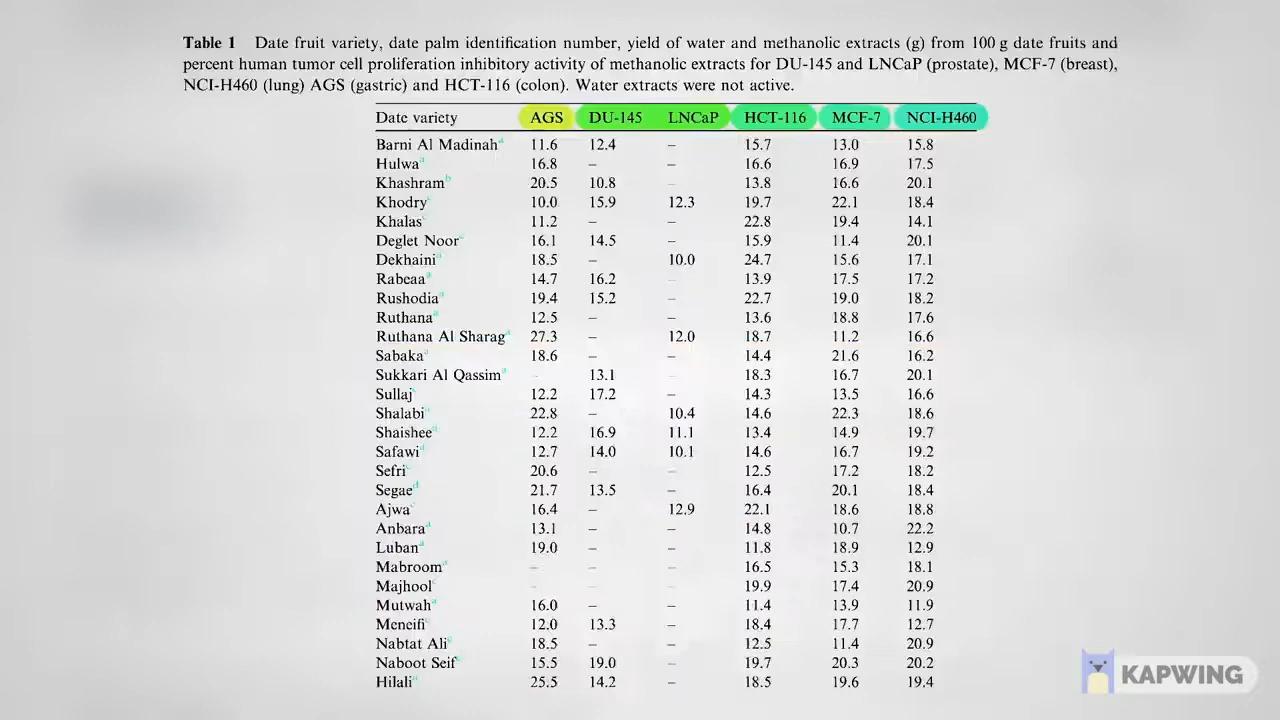 Table 1 Date fruit variety, date palm identification number, yield of water and methanolic extracts (g) from 100 g date fruits and
percent human tumor cell proliferation inhibitory activity of methanolic extracts for DU-145 and LNCaP (prostate), MCF-7 (breast),
NCI-H460 (lung) AGS (gastric) and HCT-116 (colon). Water extracts were not active.
Date variety AGS DU-145 LNCaP HCT-116 MCF-7 NCI-H460
Barni Al Madinah 11.6 12.4 – 15.7 13.0 15.8
Hulwa 16.8 – – 16.6 16.9 17.5
Khashram 20.5 10.8 – 13.8 16.6 20.1
Khodry 10.0 15.9 12.3 19.7 22.1 18.4
Khalas 11.2 – – 22.8 19.4 14.1
Deglet Noor 16.1 14.5 – 15.9 11.4 20.1
Dekhaini 18.5 – 10.0 24.7 15.6 17.1
Rabeaa 14.7 16.2 – 13.9 17.5 17.2
Rushodia 19.4 15.2 – 22.7 19.0 18.2
Ruthana 12.5 – – 13.6 18.8 17.6
Ruthana Al Sharag 27.3 – 12.0 18.7 11.2 16.6
Sabaka 18.6 – – 14.4 21.6 16.2
Sukkari Al Qassim – 13.1 – 18.3 16.7 20.1
Sullaj 12.2 17.2 – 14.3 13.5 16.6
Shalabi 22.8 – 10.4 14.6 22.3 18.6
Shaishee 12.2 16.9 11.1 13.4 14.9 19.7
Safawi 12.7 14.0 10.1 14.6 16.7 19.2
Sefri 20.6 – – 12.5 17.2 18.2
Segae 21.7 13.5 – 16.4 20.1 18.4
Ajwa 16.4 – 12.9 22.1 18.6 18.8
Anbara 13.1 – – 14.8 10.7 22.2
Luban 19.0 – – 11.8 18.9 12.9
Mabroom – – – 16.5 15.3 18.1
Majhool – – – 19.9 17.4 20.9
Mutwah 16.0 – – 11.4 13.9 11.9
Meneifi 12.0 13.3 – 18.4 17.7 12.7
Nabtat Ali 18.5 – – 12.5 11.4 20.9
Naboot Seif 15.5 19.0 – 19.7 20.3 20.2
Hilali 25.5 14.2 – 18.5 19.6 19.4
KAPWING